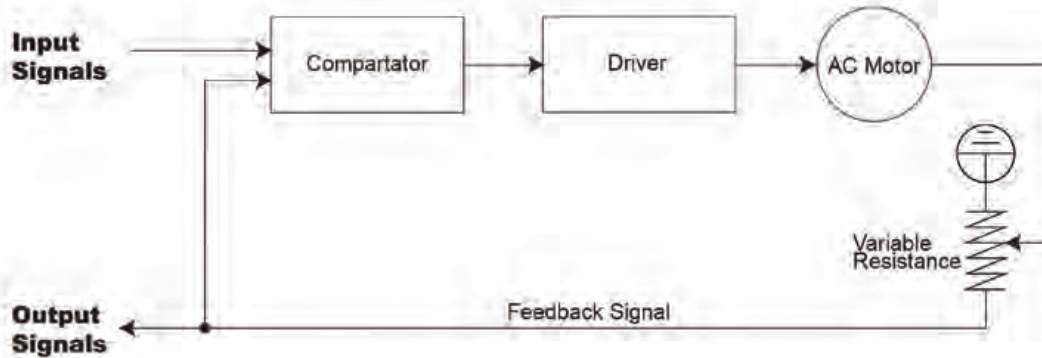 Input
Signals
Compartator
Driver
AC Motor
Variable
Resistance
Feedback Signal
Output
Signals